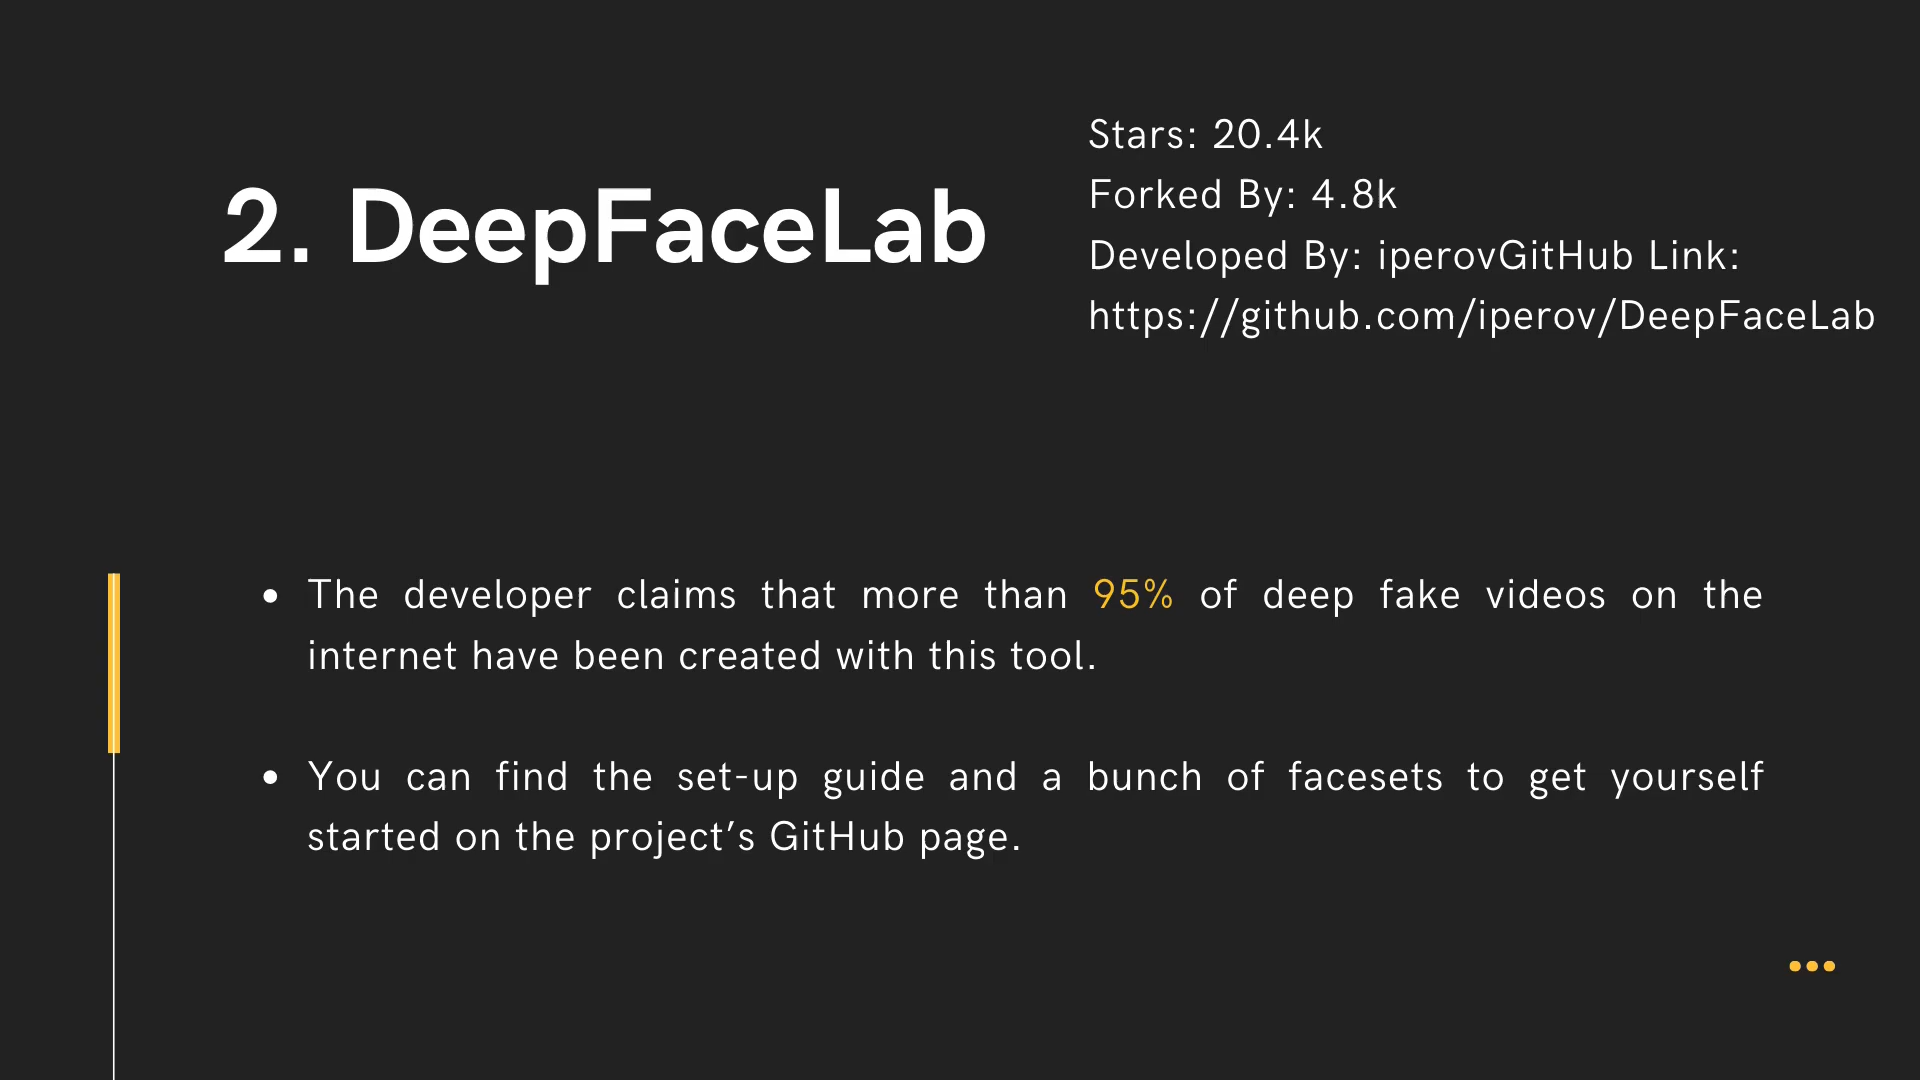 2. DeepFaceLab
Stars: 20.4k
Forked By: 4.8k
Developed By: iperovGitHub Link:
https://github.com/iperov/DeepFaceLab
• The developer claims that more than 95% of deep fake videos on the
internet have been created with this tool.
• You can find the set-up guide and a bunch of facesets to get yourself
started on the project’s GitHub page.